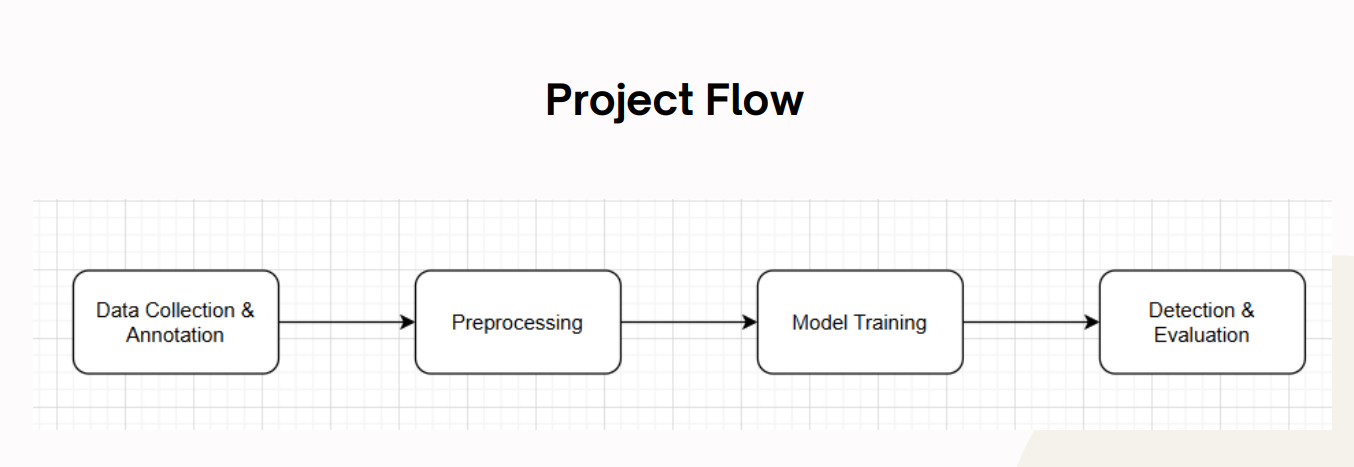 Project Flow
Data Collection &
Annotation
Preprocessing
Model Training
Detection &
Evaluation